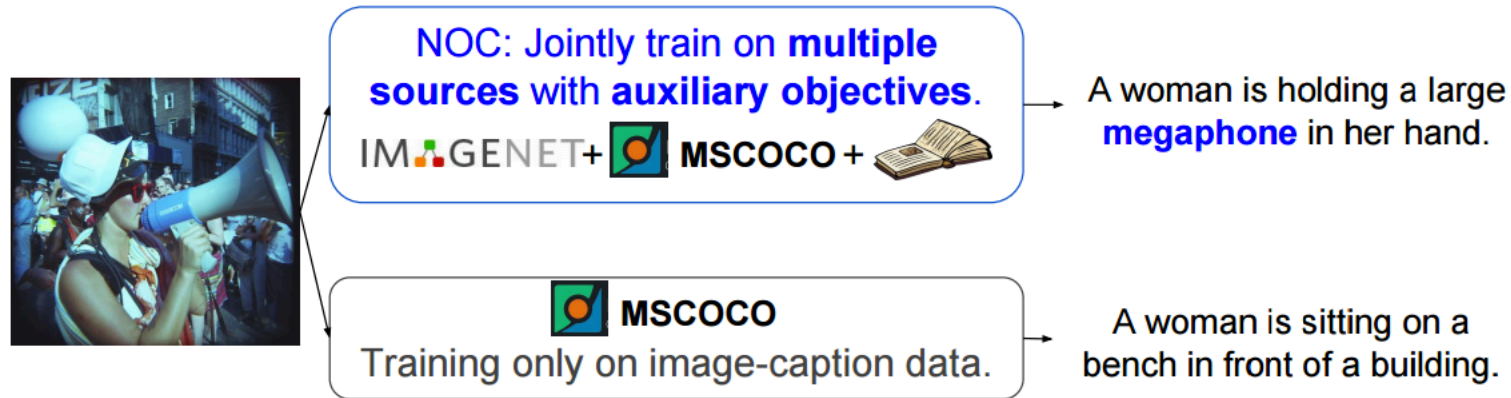 NOC: Jointly train on multiple
sources with auxiliary objectives.
IMAGENET + MSCOCO +
A woman is holding a large
megaphone in her hand.
MSCOCO
Training only on image-caption data.
A woman is sitting on a
bench in front of a building.